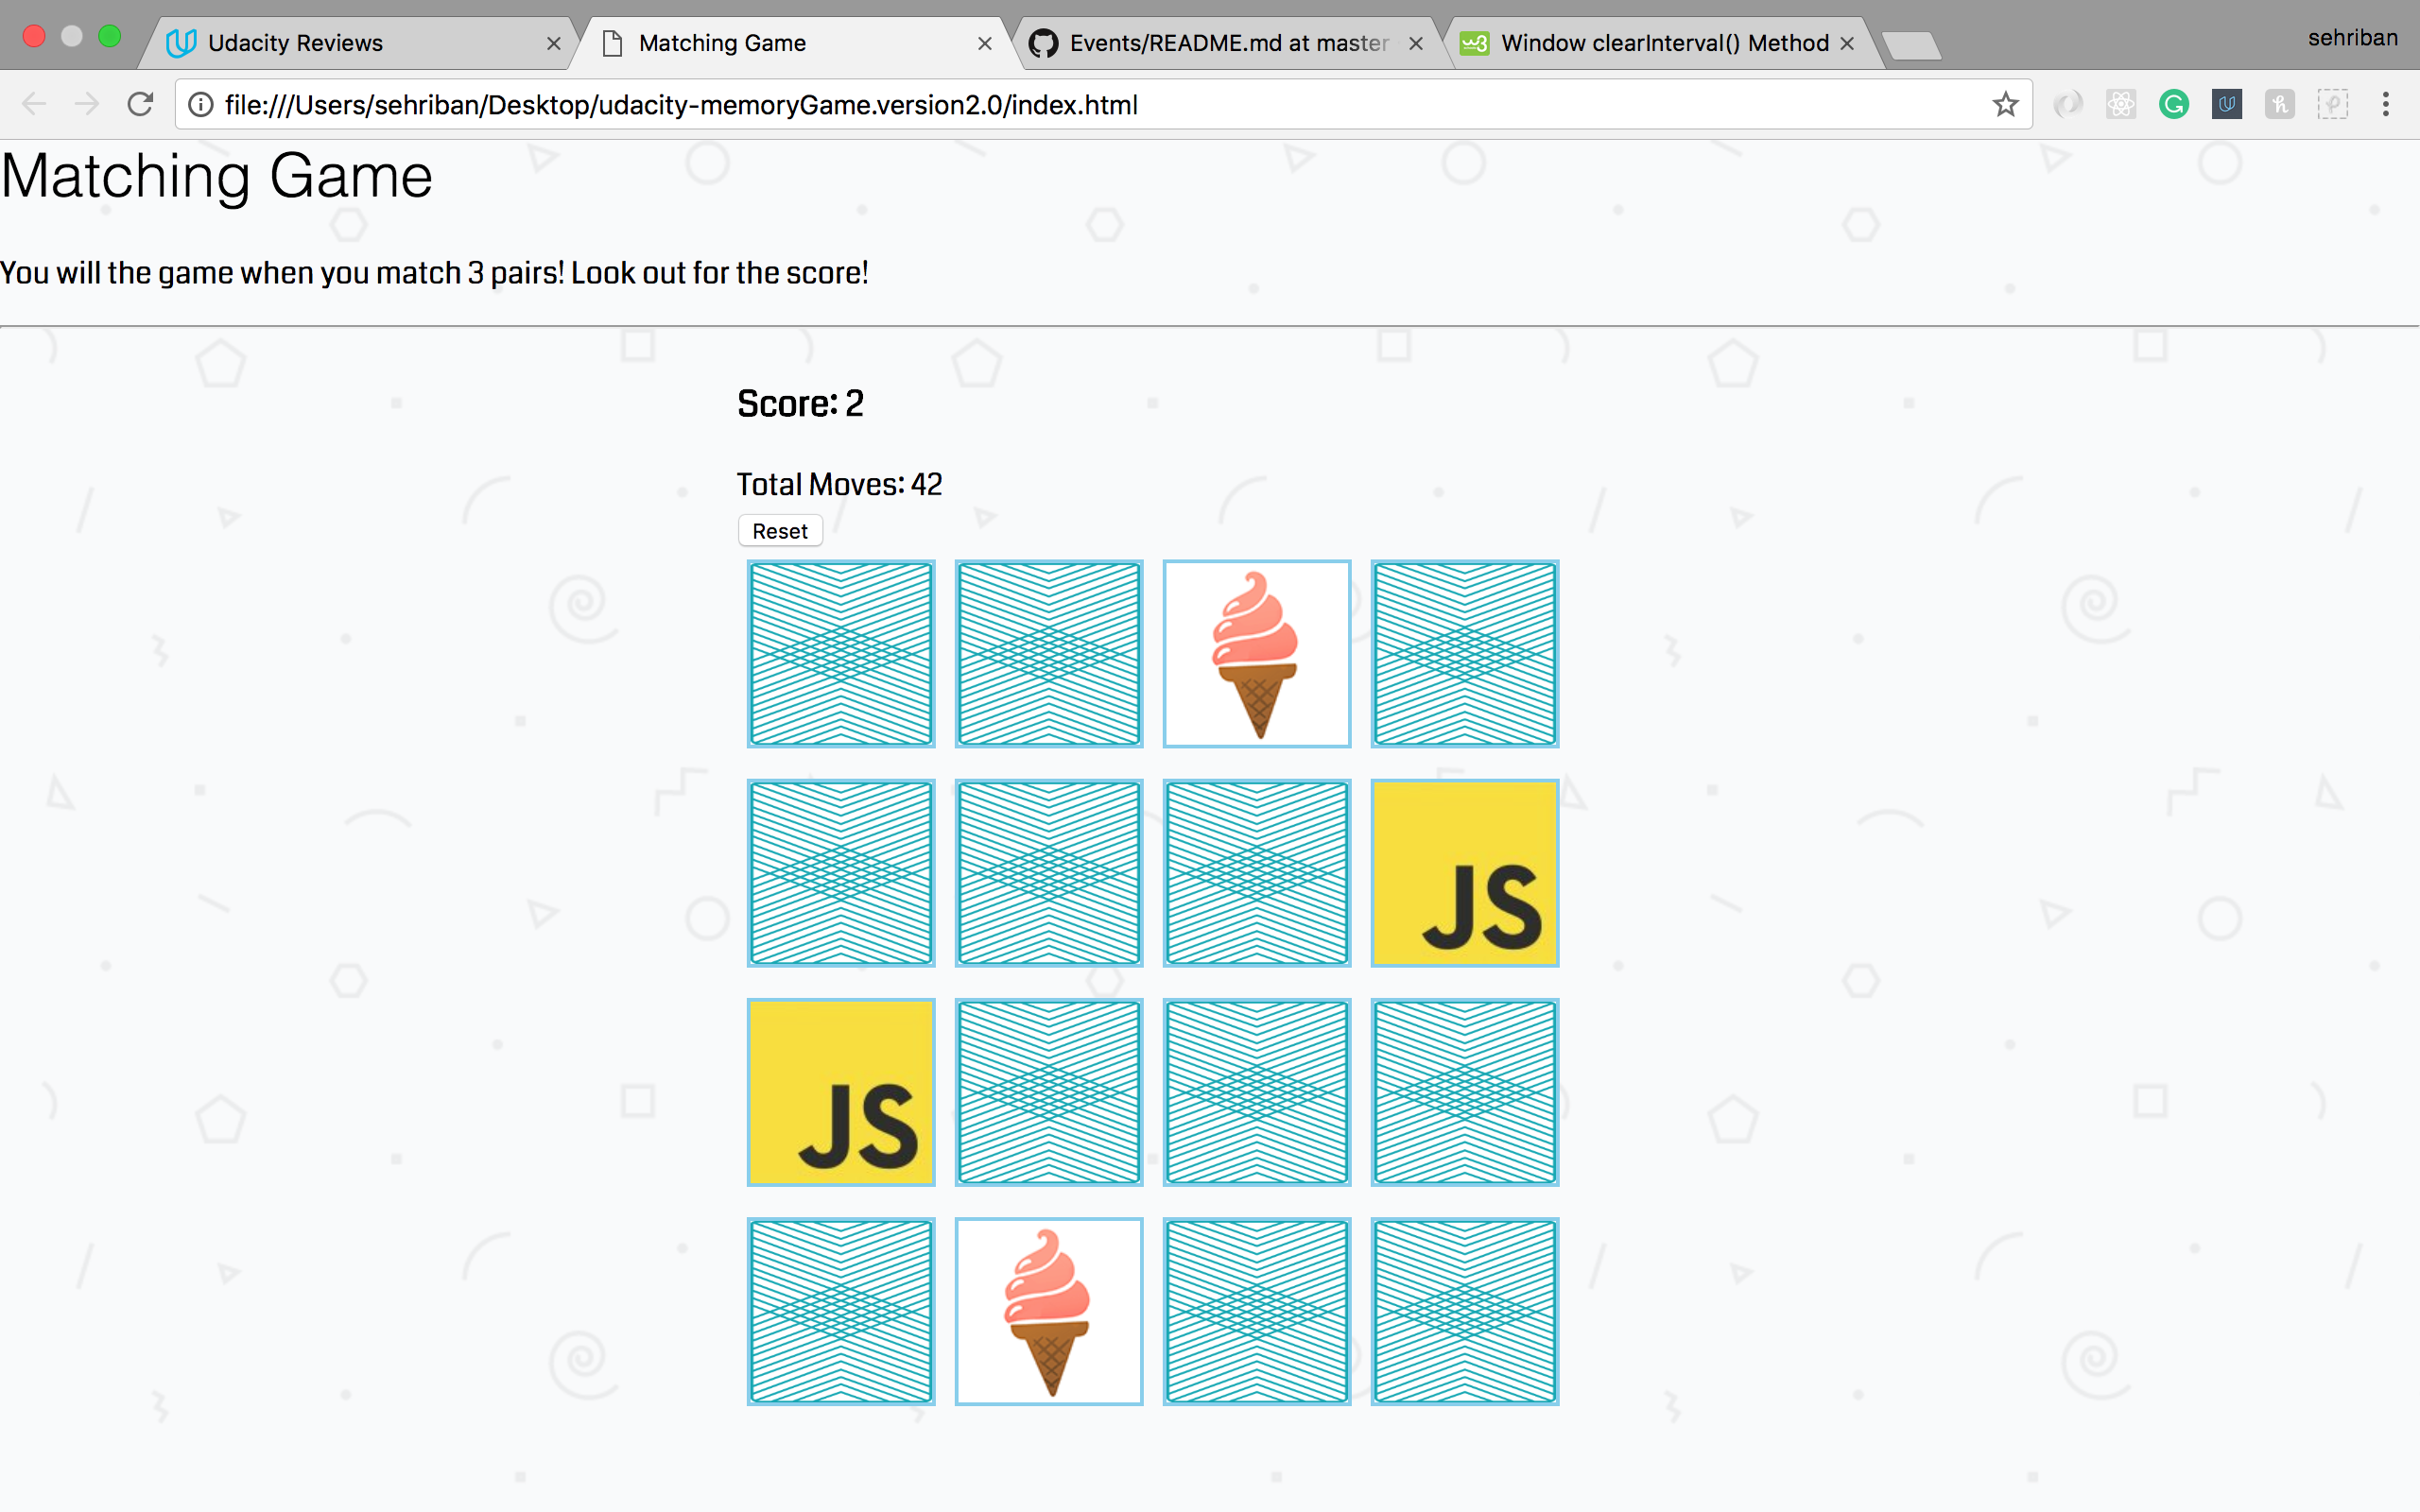 Udacity Reviews
Matching Game
Events/README.md at master
Window clearInterval() Method
sehriban
file:///Users/sehriban/Desktop/udacity-memoryGame.version2.0/index.html
Matching Game
You will the game when you match 3 pairs! Look out for the score!
Score: 2
Total Moves: 42
Reset
JS
JS